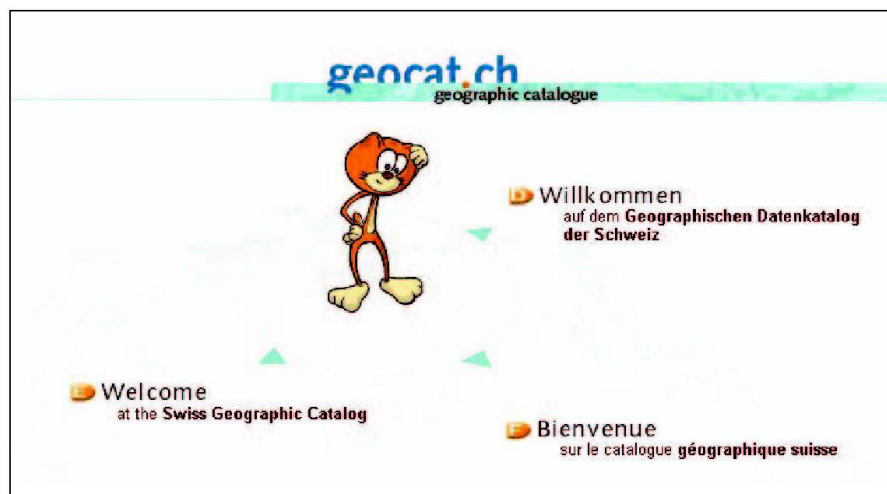 geocat.ch
geographic catalogue
D Willkommen
auf dem Geographischen Datenkatalog
der Schweiz
E Welcome
at the Swiss Geographic Catalog
F Bienvenue
sur le catalogue géographique suisse